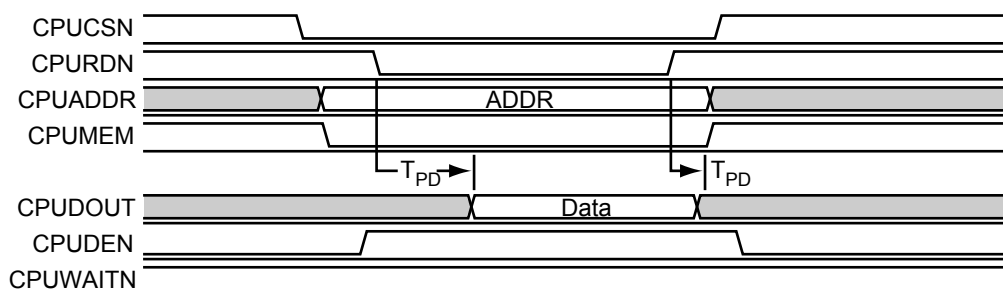 CPUCSN
CPURDN
CPUADDR ADDR
CPUMEM
TPD TPD
CPUDOUT Data
CPUDEN
CPUWAITN